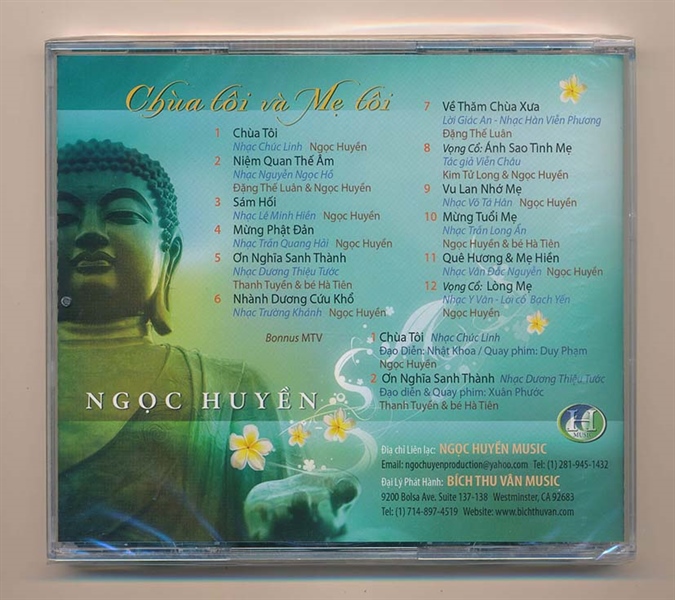 Chùa tôi và Mẹ tôi
1 Chùa Tôi
Nhạc Chúc Linh Ngọc Huyền
2 Niệm Quan Thế Âm
Nhạc Nguyễn Ngọc Hổ
Đặng Thế Luân & Ngọc Huyền
3 Sám Hối
Nhạc Lê Minh Hiền Ngọc Huyền
4 Mừng Phật Đản
Nhạc Trần Quang Hải Ngọc Huyền
5 Ơn Nghĩa Sanh Thành
Nhạc Dương Thiệu Tước
Thanh Tuyền & bé Hà Tiên
6 Nhành Dương Cứu Khổ
Nhạc Trường Khánh Ngọc Huyền
7 Về Thăm Chùa Xưa
Lời Giác An - Nhạc Hàn Viễn Phương
Đặng Thế Luân
8 Vọng Cổ: Ánh Sao Tình Mẹ
Tác giả Viễn Châu
Kim Tử Long & Ngọc Huyền
9 Vu Lan Nhớ Mẹ
Nhạc Võ Tá Hân Ngọc Huyền
10 Mừng Tuổi Mẹ
Nhạc Trần Long Ẩn
Ngọc Huyền & bé Hà Tiên
11 Quê Hương & Mẹ Hiền
Nhạc Văn Đắc Nguyên Ngọc Huyền
12 Vọng Cổ: Lòng Mẹ
Nhạc Y Vân - Lời cổ Bạch Yến
Ngọc Huyền
Bonnus MTV
1 Chùa Tôi Nhạc Chúc Linh
Đạo Diễn: Nhật Khoa / Quay phim: Duy Phạm
Ngọc Huyền
2 Ơn Nghĩa Sanh Thành Nhạc Dương Thiệu Tước
Đạo diễn & Quay phim: Xuân Phước
Thanh Tuyền & bé Hà Tiên
NGỌC HUYỀN
MUSIC
Địa chỉ Liên lạc: NGỌC HUYỀN MUSIC
Email: ngochuyenproduction@yahoo.com Tel: (1) 281-945-1432
Đại Lý Phát Hành: BÍCH THU VÂN MUSIC
9200 Bolsa Ave. Suite 137-138 Westminster, CA 92683
Tel: (1) 714-897-4519 Website: www.bichthuvan.com